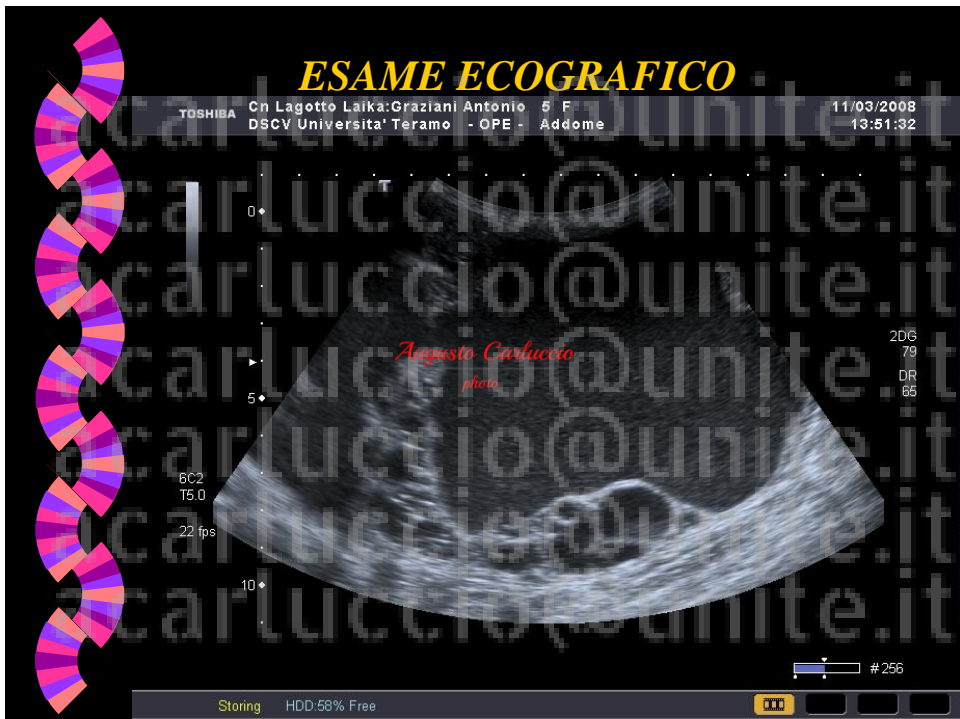 ESAME ECOGRAFICO
TOSHIBA
Cn Lagotto Laika:Graziani Antonio 5 F 11/03/2008
DSCV Universita' Teramo - OPE - Addome 13:51:32
T
0
Augusto Carluccio
photo
2DG
79
DR
65
5
6C2
T5.0
22 fps
10
#256
Storing HDD:58% Free
acarluccio@unite.it
acarluccio@unite.it
acarluccio@unite.it
acarluccio@unite.it
acarluccio@unite.it
acarluccio@unite.it
acarluccio@unite.it
acarluccio@unite.it
acarluccio@unite.it